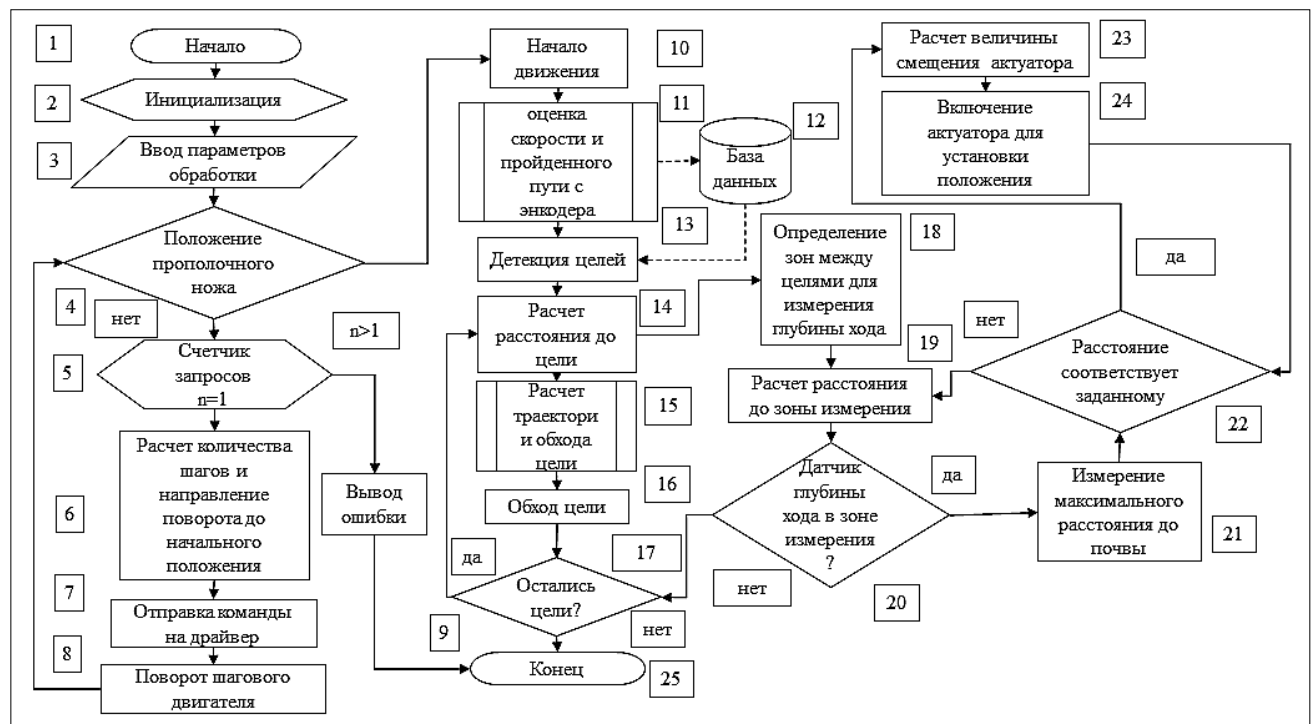 1
Начало
2
Инициализация
3
Ввод параметров
обработки
Положение
прополочного
ножа
4
нет
n>1
5
Счетчик
запросов
n=1
6
Расчет количества
шагов и
направление
поворота до
начального
положения
Вывод
ошибки
7
Отправка команды
на драйвер
8
Поворот шагового
двигателя
9
10
Начало
движения
11
оценка
скорости и
пройденного
пути с
энкодера
12
База
данных
13
Детекция целей
14
Расчет
расстояния до
цели
15
Расчет
траектори
и обхода
цели
16
Обход цели
17
да
Остались
цели?
нет
Конец
25
18
Определение
зон между
целями для
измерения
глубины хода
19
Расчет расстояния
до зоны измерения
Датчик
глубины
хода в зоне
измерения
?
да
нет
20
21
Измерение
максимального
расстояния до
почвы
22
Расстояние
соответствует
заданному
нет
да
23
Расчет величины
смещения актуатора
24
Включение
актуатора для
установки
положения